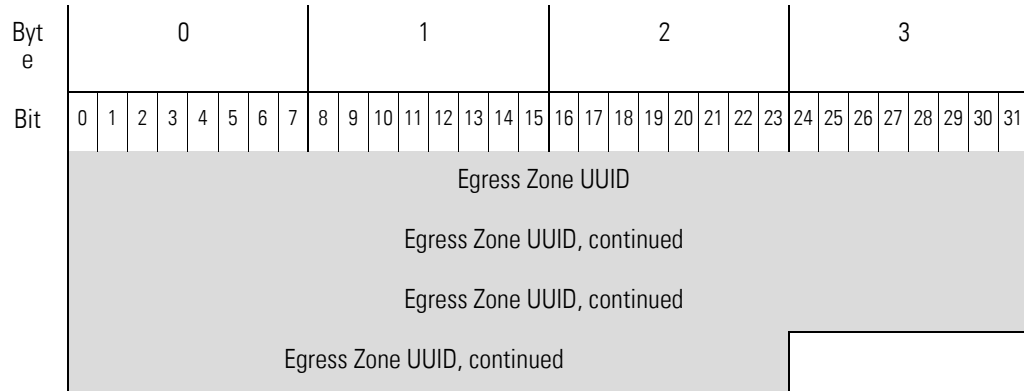 Byt
e 0 1 2 3
Bit 0 1 2 3 4 5 6 7 8 9 10 11 12 13 14 15 16 17 18 19 20 21 22 23 24 25 26 27 28 29 30 31
Egress Zone UUID
Egress Zone UUID, continued
Egress Zone UUID, continued
Egress Zone UUID, continued